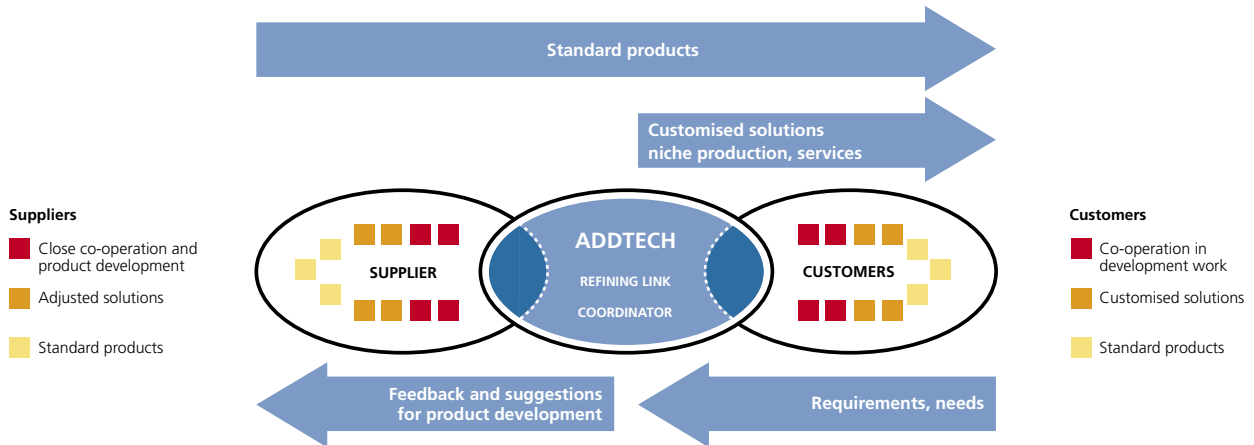 Standard products
Customised solutions
niche production, services
Suppliers
Close co-operation and
product development
Adjusted solutions
Standard products
SUPPLIER
ADDTECH
REFINING LINK
COORDINATOR
CUSTOMERS
Customers
Co-operation in
development work
Customised solutions
Standard products
Feedback and suggestions
for product development
Requirements, needs